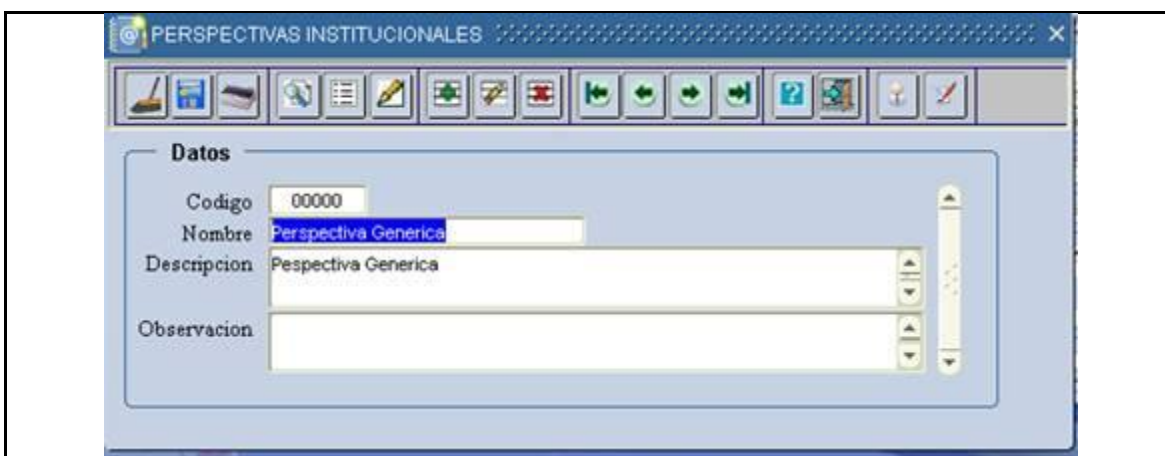 PERSPECTIVAS INSTITUCIONALES
Datos
Codigo 00000
Nombre Perspectiva Generica
Descripcion Pespectiva Generica
Observacion